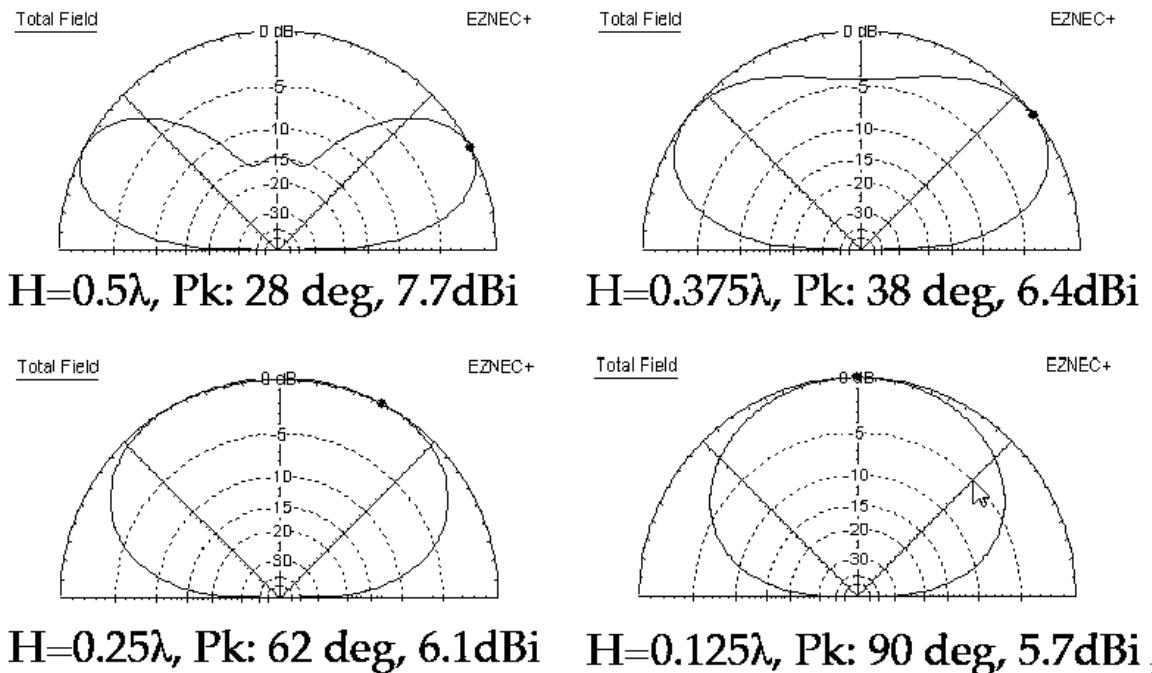 Total Field EZNEC+
0 dB
-5
-10
-15
-20
-30
H=0.5λ, Pk: 28 deg, 7.7dBi
Total Field EZNEC+
0 dB
-5
-10
-15
-20
-30
H=0.375λ, Pk: 38 deg, 6.4dBi
Total Field EZNEC+
0 dB
-5
-10
-15
-20
-30
H=0.25λ, Pk: 62 deg, 6.1dBi
Total Field EZNEC+
0 dB
-5
-10
-15
-20
-30
H=0.125λ, Pk: 90 deg, 5.7dBi